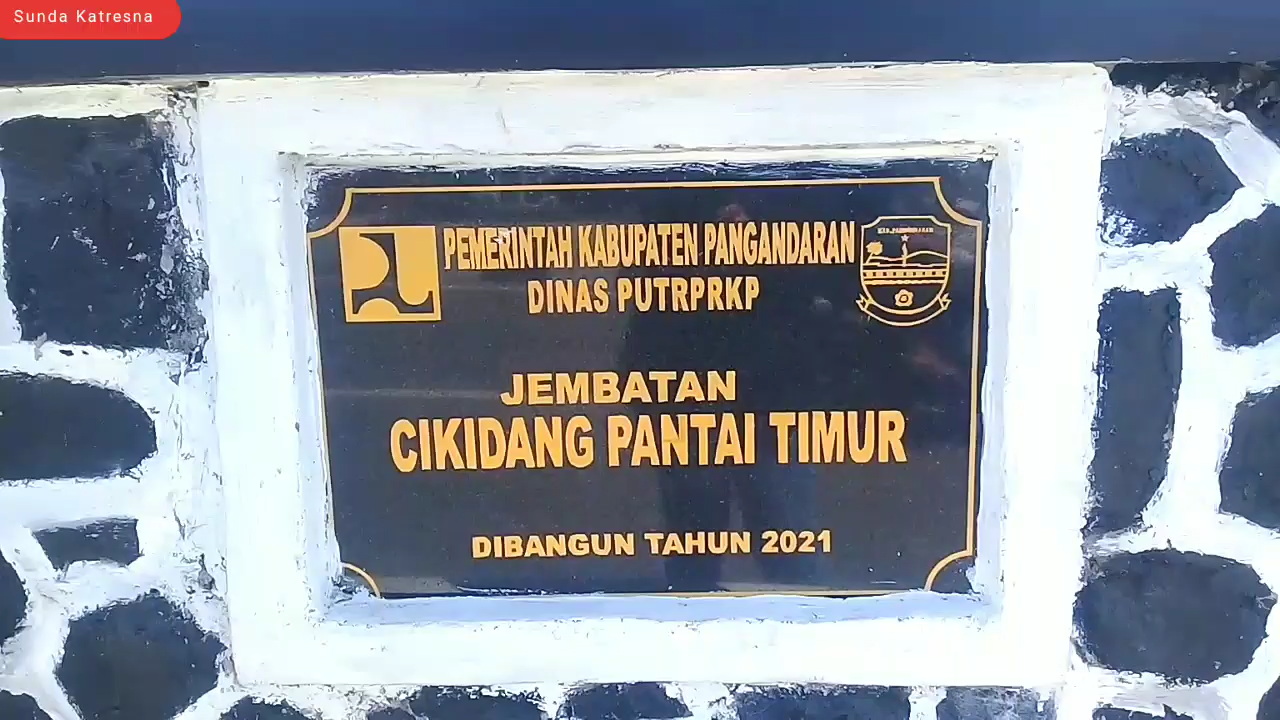 Sunda Katresna
PEMERINTAH KABUPATEN PANGANDARAN
DINAS PUTRPRKP
JEMBATAN
CIKIDANG PANTAI TIMUR
DIBANGUN TAHUN 2021